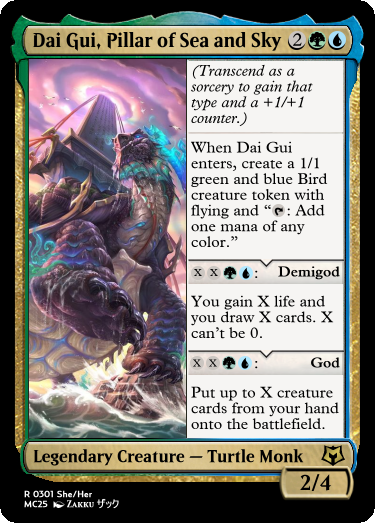 Dai Gui, Pillar of Sea and Sky 2
(Transcend as a
sorcery to gain that
type and a +1/+1
counter.)
When Dai Gui
enters, create a 1/1
green and blue Bird
creature token with
flying and “: Add
one mana of any
color.”
X X : Demigod
You gain X life and
you draw X cards. X
can't be 0.
X X : God
Put up to X creature
cards from your hand
onto the battlefield.
Legendary Creature — Turtle Monk
2/4
R 0301 She/Her
MC25 ZAKKU ザック